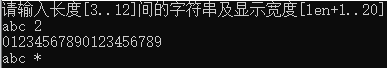 请输入长度[3..12]间的字符串及显示宽度[len+1..20]
abc 2
01234567890123456789
abc *